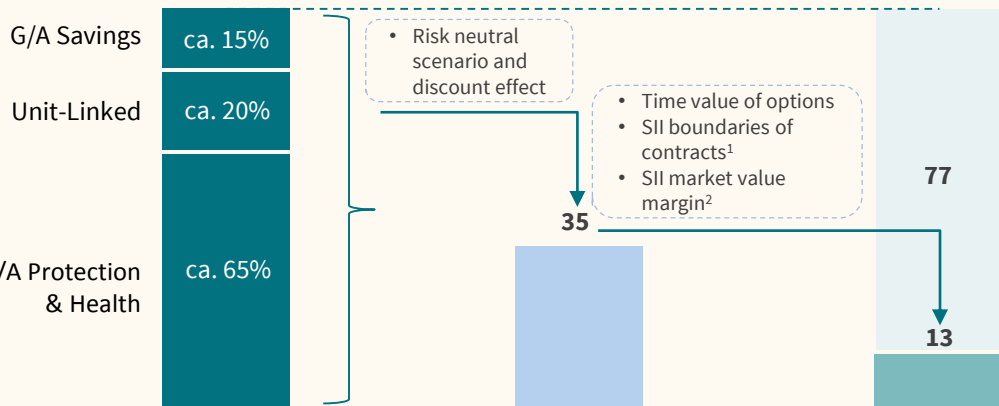 G/A Savings
ca. 15%
Unit-Linked
ca. 20%
/A Protection
& Health
ca. 65%
• Risk neutral
scenario and
discount effect
• Time value of options
• SII boundaries of
contracts¹
• SII market value
margin²
35
77
13